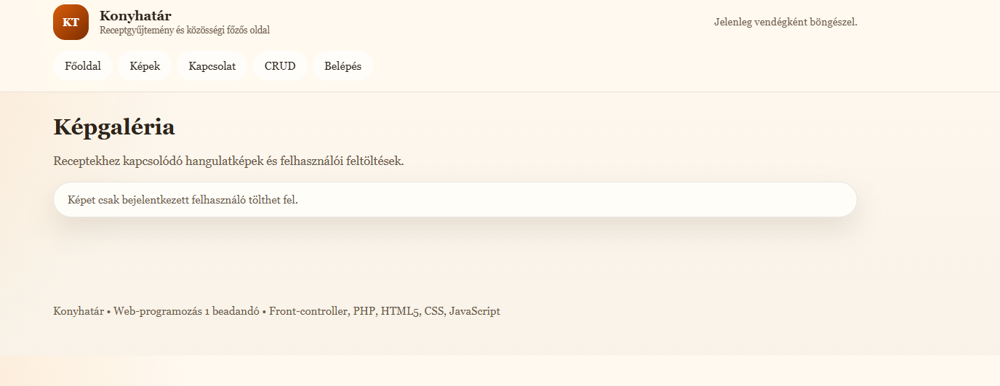 KT
Konyhatár
Receptgyűjtemény és közösségi főzős oldal
Jelenleg vendégként böngészel.
Főoldal Képek Kapcsolat CRUD Belépés
Képgaléria
Receptekhez kapcsolódó hangulatképek és felhasználói feltöltések.
Képet csak bejelentkezett felhasználó tölthet fel.
Konyhatár • Web-programozás 1 beadandó • Front-controller, PHP, HTML5, CSS, JavaScript